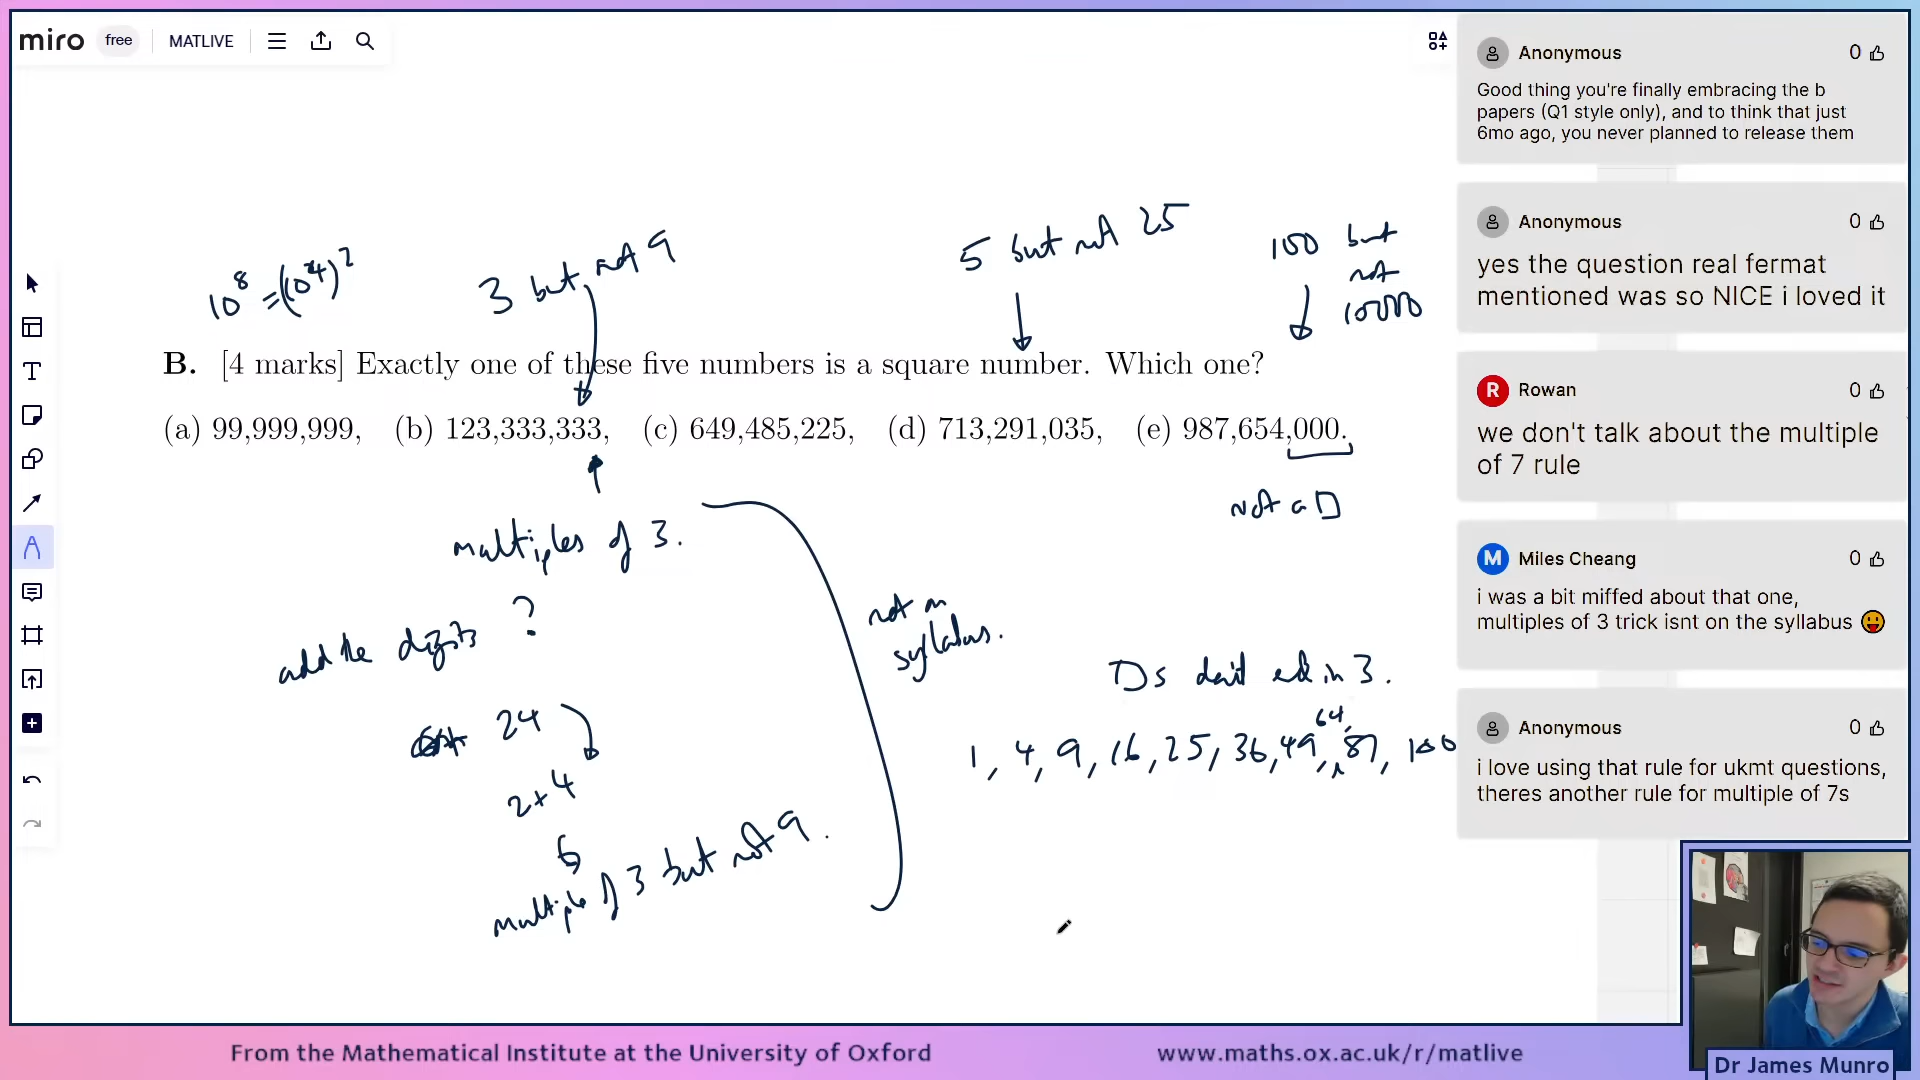 miro free MATLIVE
10^8 = (10^4)^2
3 but not 9
5 but not 25
100 but
not
10000
B. [4 marks] Exactly one of these five numbers is a square number. Which one?
(a) 99,999,999, (b) 123,333,333, (c) 649,485,225, (d) 713,291,035, (e) 987,654,000.
not a □
multiples of 3.
?
add the digits
24
2+4
6
multiple of 3 but not 9.
not on
syllabus.
□s don't end in 3.
64,
1, 4, 9, 16, 25, 36, 49, 81, 100
Anonymous 0
Good thing you're finally embracing the b
papers (Q1 style only), and to think that just
6mo ago, you never planned to release them
Anonymous 0
yes the question real fermat
mentioned was so NICE i loved it
R Rowan 0
we don't talk about the multiple
of 7 rule
M Miles Cheang 0
i was a bit miffed about that one,
multiples of 3 trick isnt on the syllabus 😛
Anonymous 0
i love using that rule for ukmt questions,
theres another rule for multiple of 7s
From the Mathematical Institute at the University of Oxford
www.maths.ox.ac.uk/r/matlive
Dr James Munro